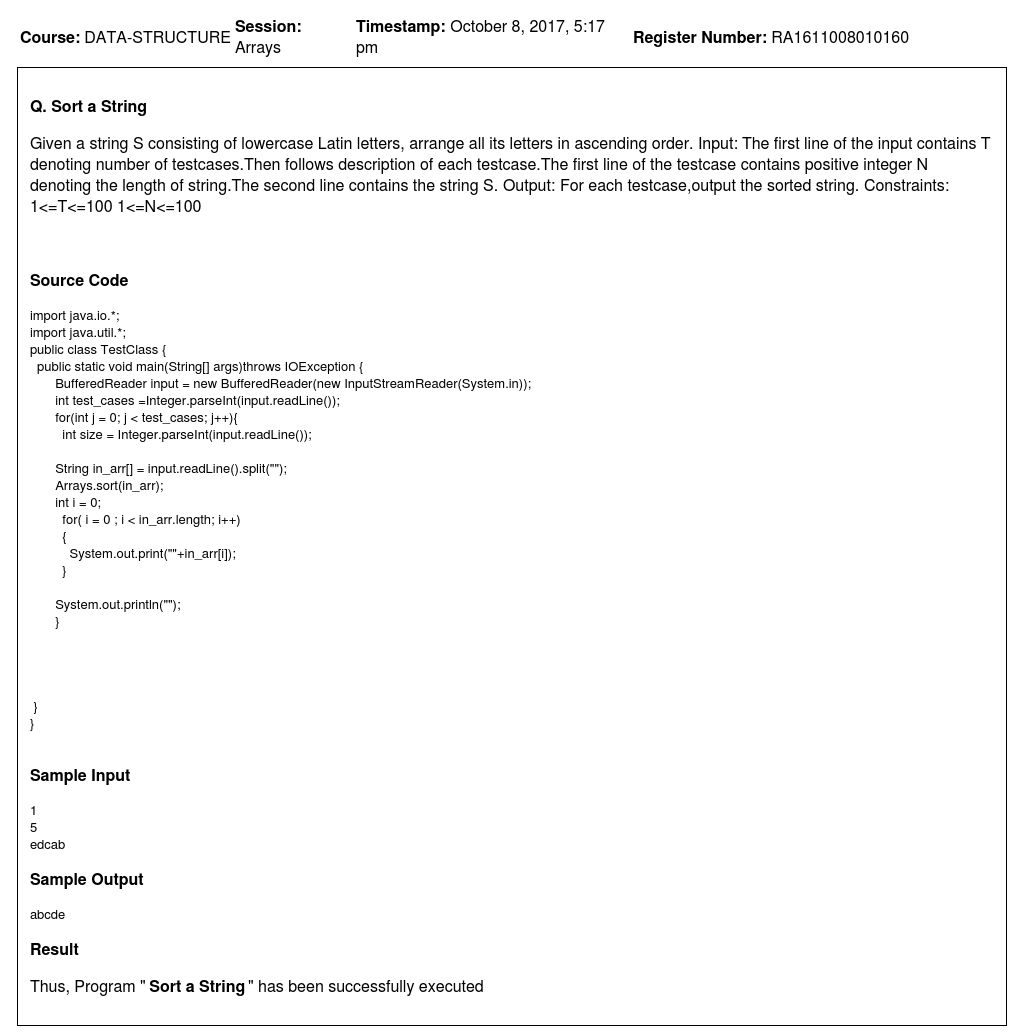 Course: DATA-STRUCTURE Session: Arrays Timestamp: October 8, 2017, 5:17 pm Register Number: RA1611008010160
Q. Sort a String
Given a string S consisting of lowercase Latin letters, arrange all its letters in ascending order. Input: The first line of the input contains T
denoting number of testcases.Then follows description of each testcase.The first line of the testcase contains positive integer N
denoting the length of string.The second line contains the string S. Output: For each testcase,output the sorted string. Constraints:
1<=T<=100 1<=N<=100
Source Code
import java.io.*;
import java.util.*;
public class TestClass {
public static void main(String[] args)throws IOException {
BufferedReader input = new BufferedReader(new InputStreamReader(System.in));
int test_cases =Integer.parseInt(input.readLine());
for(int j = 0; j < test_cases; j++){
int size = Integer.parseInt(input.readLine());
String in_arr[] = input.readLine().split("");
Arrays.sort(in_arr);
int i = 0;
for( i = 0 ; i < in_arr.length; i++)
{
System.out.print(""+in_arr[i]);
}
System.out.println("");
}
}
}
Sample Input
1
5
edcab
Sample Output
abcde
Result
Thus, Program " Sort a String " has been successfully executed